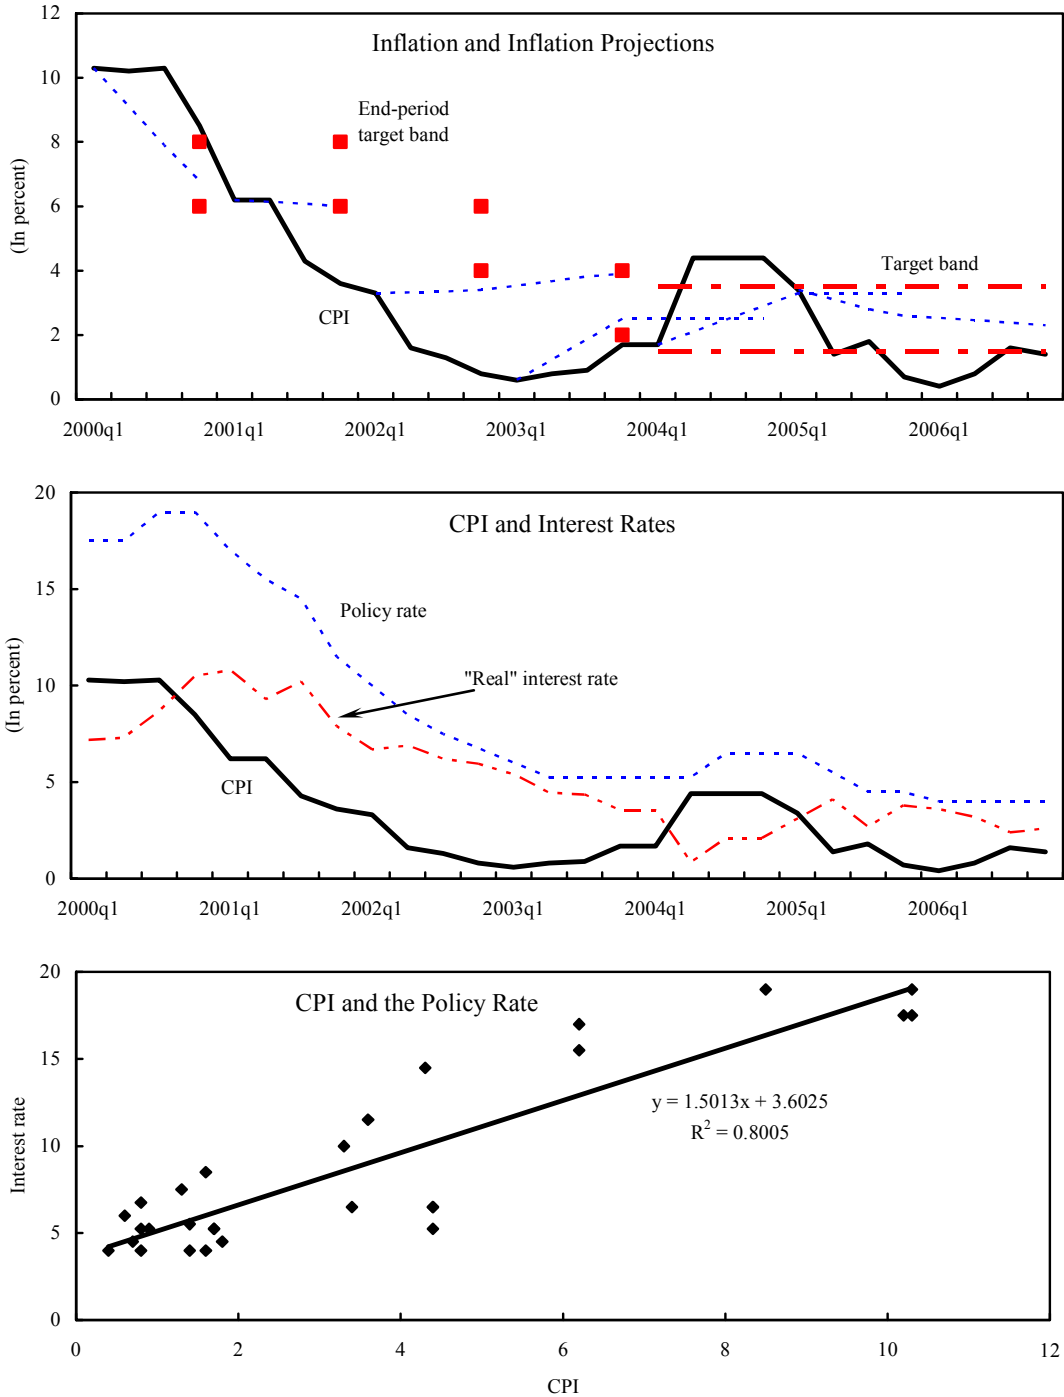 Inflation and Inflation Projections
12
10
8
6
4
2
0
(In percent)
End-period
target band
Target band
CPI
2000q1 2001q1 2002q1 2003q1 2004q1 2005q1 2006q1
CPI and Interest Rates
20
15
10
5
0
(In percent)
Policy rate
"Real" interest rate
CPI
2000q1 2001q1 2002q1 2003q1 2004q1 2005q1 2006q1
CPI and the Policy Rate
20
15
10
5
0
Interest rate
y = 1.5013x + 3.6025
R² = 0.8005
0 2 4 6 8 10 12
CPI